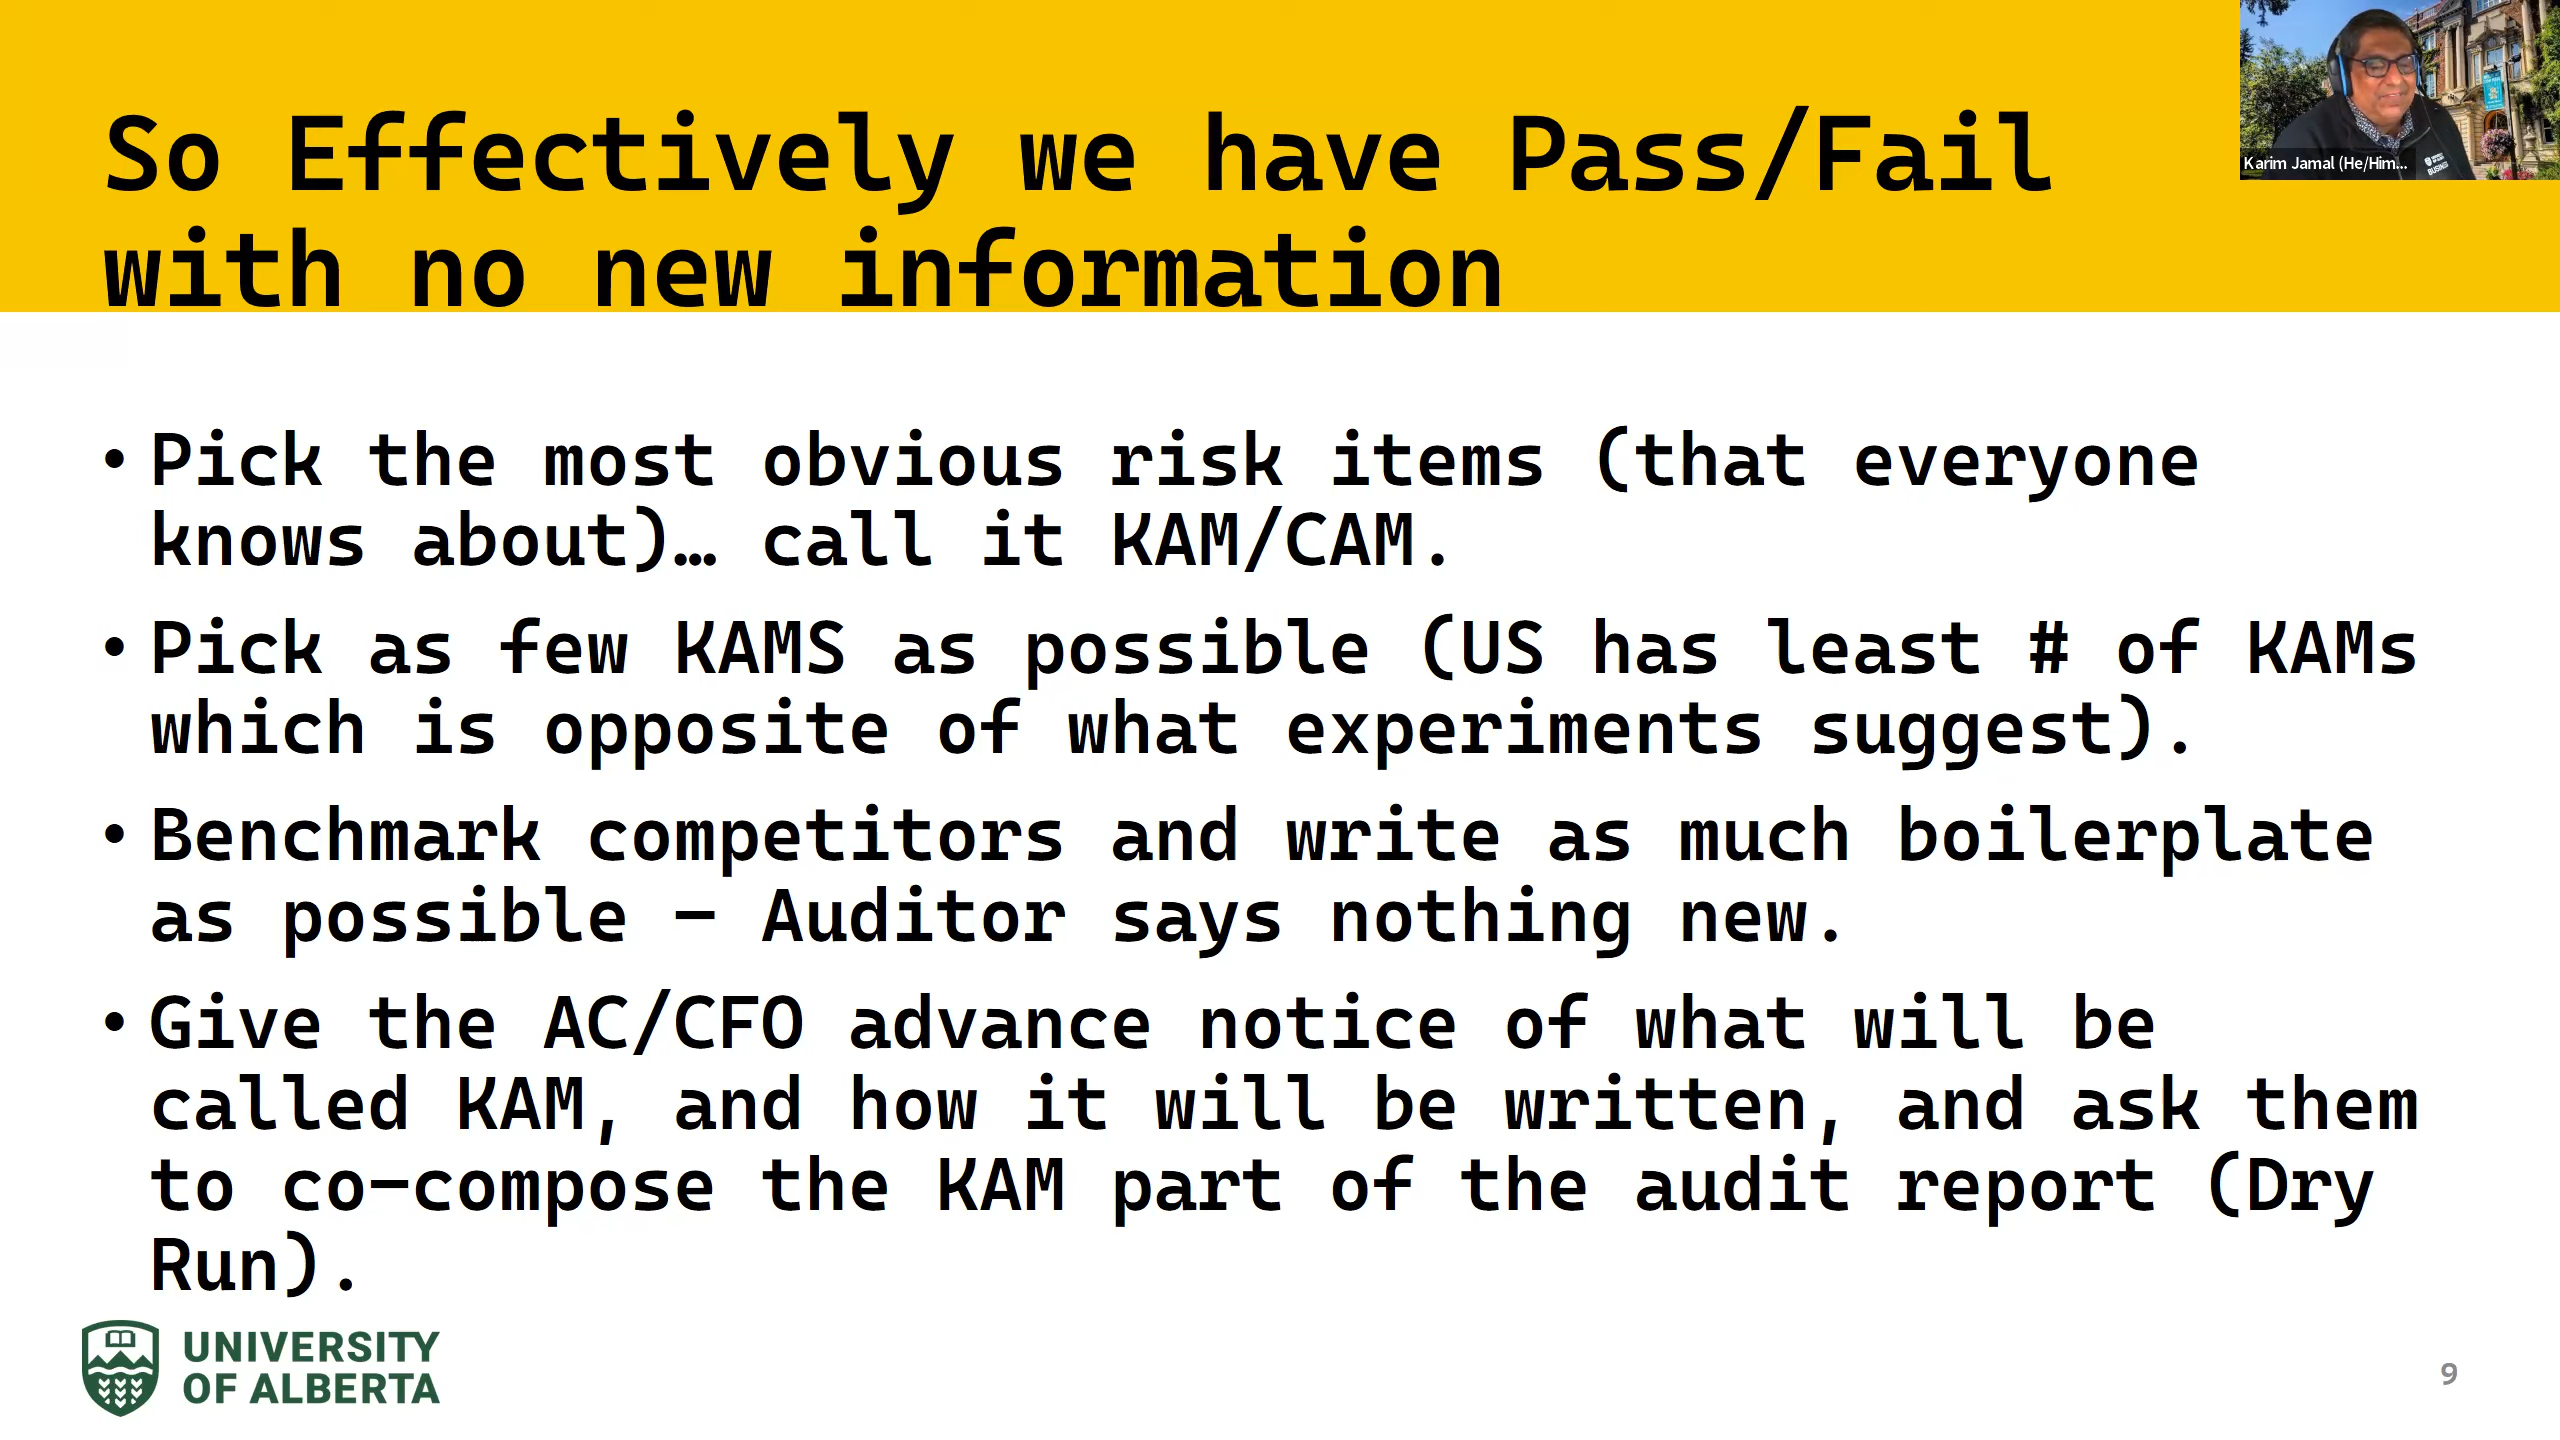 So Effectively we have Pass/Fail
with no new information
Karim Jamal (He/Him...
• Pick the most obvious risk items (that everyone
knows about)… call it KAM/CAM.
• Pick as few KAMS as possible (US has least # of KAMs
which is opposite of what experiments suggest).
• Benchmark competitors and write as much boilerplate
as possible – Auditor says nothing new.
• Give the AC/CFO advance notice of what will be
called KAM, and how it will be written, and ask them
to co-compose the KAM part of the audit report (Dry
Run).
UNIVERSITY
OF ALBERTA
9